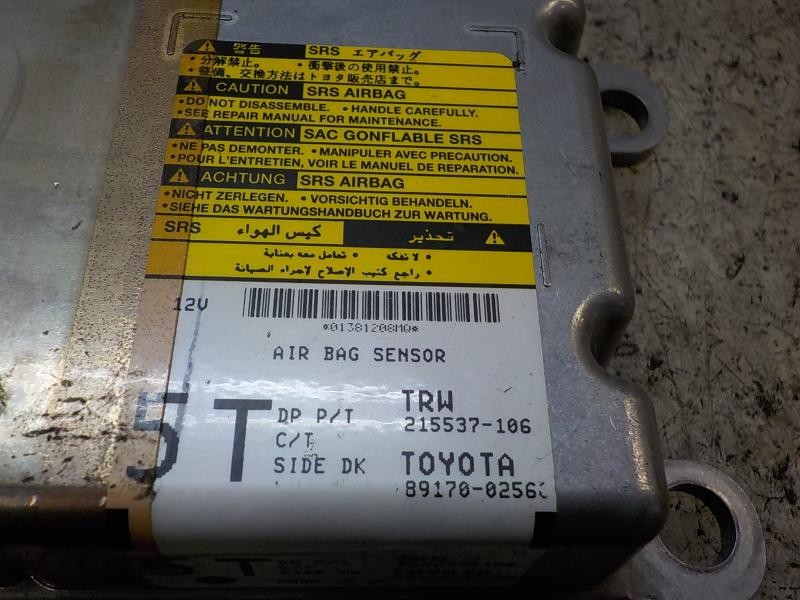 警告 SRS エアバッグ
・分解禁止。 ・衝撃後の使用禁止。
・整備、交換方法はトヨタ販売店まで。
CAUTION SRS AIRBAG
•DO NOT DISASSEMBLE. •HANDLE CAREFULLY.
•SEE REPAIR MANUAL FOR MAINTENANCE.
ATTENTION SAC GONFLABLE SRS
•NE PAS DEMONTER. •MANIPULER AVEC PRECAUTION.
•POUR L'ENTRETIEN, VOIR LE MANUEL DE REPARATION.
ACHTUNG SRS AIRBAG
•NICHT ZERLEGEN. •VORSICHTIG BEHANDELN.
•SIEHE DAS WARTUNGSHANDBUCH ZUR WARTUNG.
تحذير كيس الهواء SRS
• لا تفكه • تعامل معه بعناية
• راجع كتيب الإصلاح لاجراء الصيانة
12V
*01381208MQ*
AIR BAG SENSOR
5T
DP P/T TRW
C/T 215537-106
SIDE DK TOYOTA
89170-02560